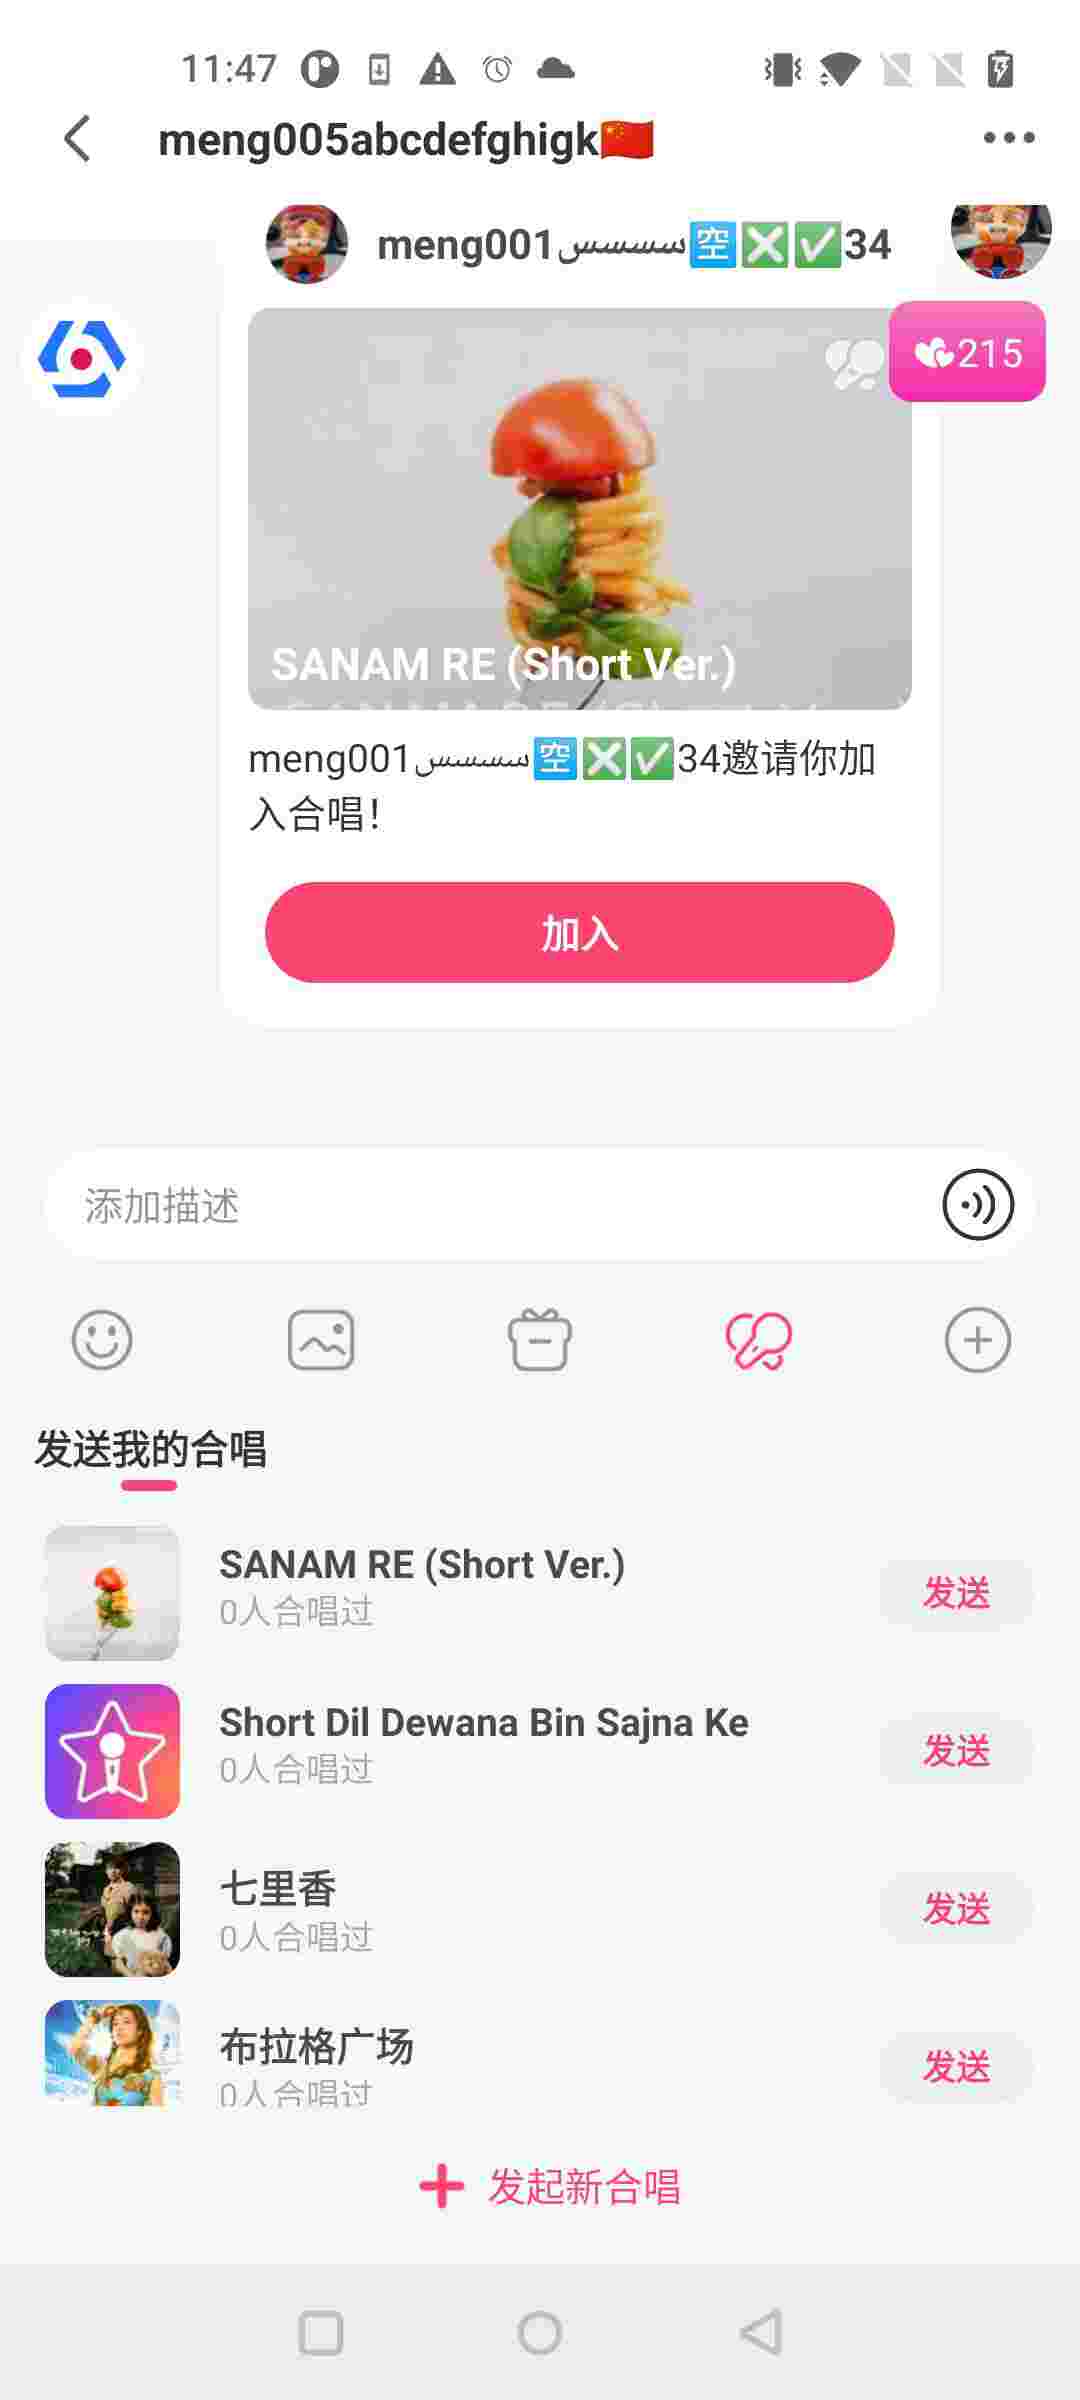 11:47
meng005abcdefghigk🇨🇳
meng001سسسس🈳❎✅34
215
SANAM RE (Short Ver.)
meng001سسسس🈳❎✅34邀请你加
入合唱！
加入
添加描述
发送我的合唱
SANAM RE (Short Ver.)
0人合唱过
发送
Short Dil Dewana Bin Sajna Ke
0人合唱过
发送
七里香
0人合唱过
发送
布拉格广场
0人合唱过
发送
发起新合唱